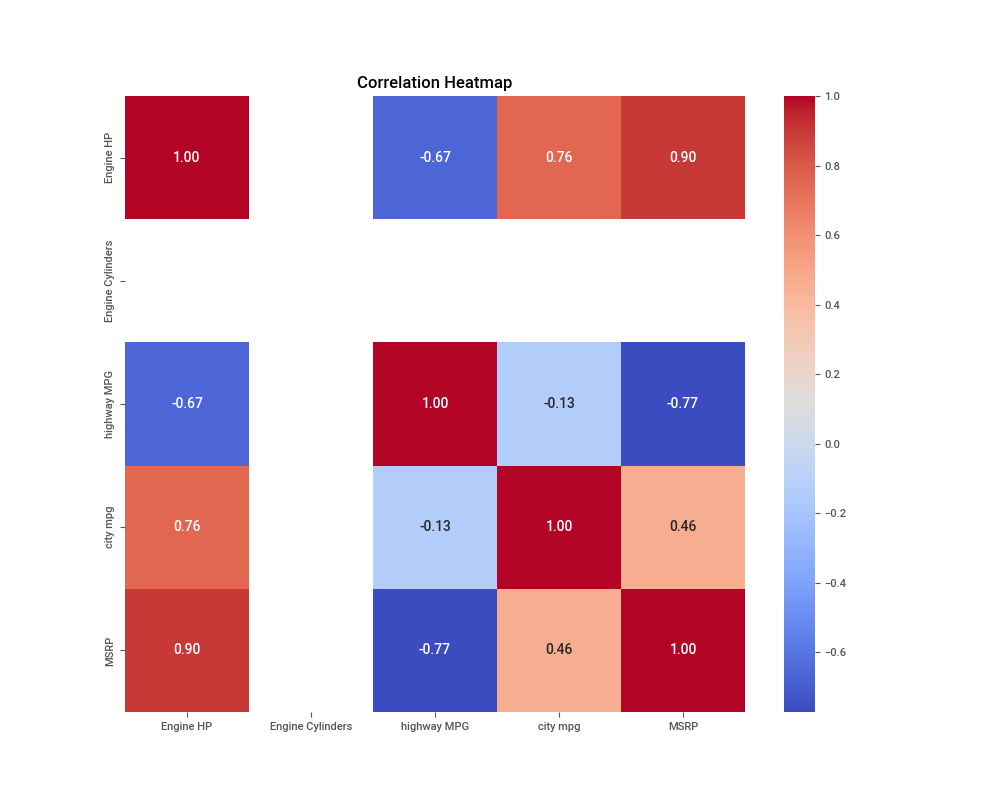 Correlation Heatmap
Engine HP
1.00
-0.67
0.76
0.90
Engine Cylinders
highway MPG
-0.67
1.00
-0.13
-0.77
city mpg
0.76
-0.13
1.00
0.46
MSRP
0.90
-0.77
0.46
1.00
Engine HP
Engine Cylinders
highway MPG
city mpg
MSRP
1.0
0.8
0.6
0.4
0.2
0.0
−0.2
−0.4
−0.6